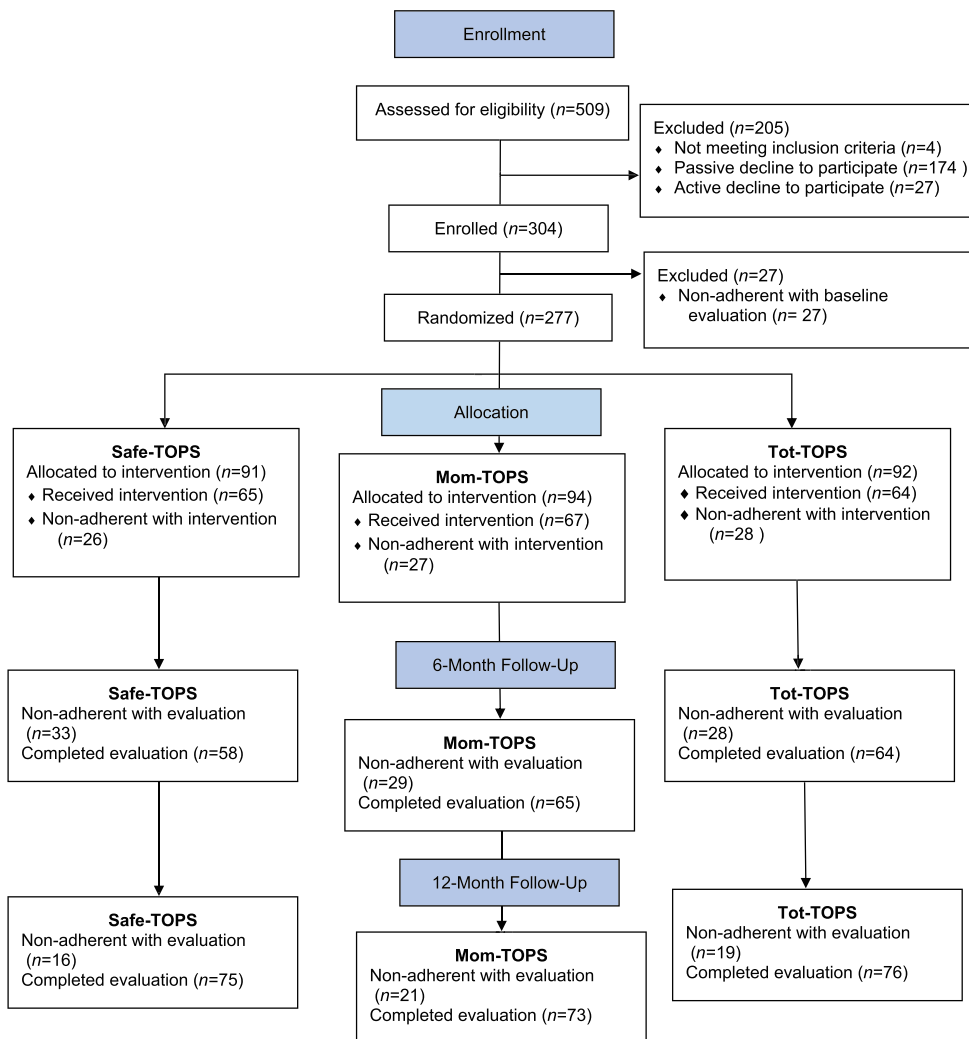 Enrollment
Assessed for eligibility (n=509)
Excluded (n=205)
♦ Not meeting inclusion criteria (n=4)
♦ Passive decline to participate (n=174 )
♦ Active decline to participate (n=27)
Enrolled (n=304)
Excluded (n=27)
♦ Non-adherent with baseline
evaluation (n= 27)
Randomized (n=277)
Allocation
Safe-TOPS
Allocated to intervention (n=91)
♦ Received intervention (n=65)
♦ Non-adherent with intervention
(n=26)
Mom-TOPS
Allocated to intervention (n=94)
♦ Received intervention (n=67)
♦ Non-adherent with intervention
(n=27)
Tot-TOPS
Allocated to intervention (n=92)
♦ Received intervention (n=64)
♦ Non-adherent with intervention
(n=28 )
6-Month Follow-Up
Safe-TOPS
Non-adherent with evaluation
(n=33)
Completed evaluation (n=58)
Mom-TOPS
Non-adherent with evaluation
(n=29)
Completed evaluation (n=65)
Tot-TOPS
Non-adherent with evaluation
(n=28)
Completed evaluation (n=64)
12-Month Follow-Up
Safe-TOPS
Non-adherent with evaluation
(n=16)
Completed evaluation (n=75)
Mom-TOPS
Non-adherent with evaluation
(n=21)
Completed evaluation (n=73)
Tot-TOPS
Non-adherent with evaluation
(n=19)
Completed evaluation (n=76)